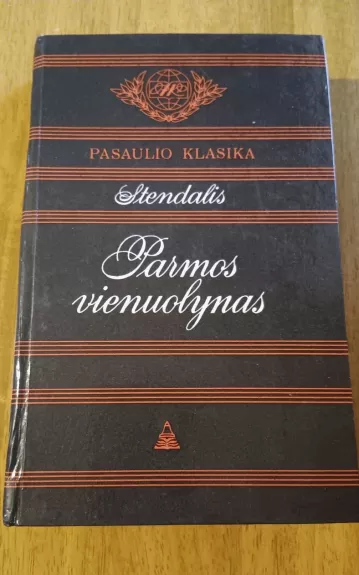 PASAULIO KLASIKA
Stendalis
Parmos
vienuolynas